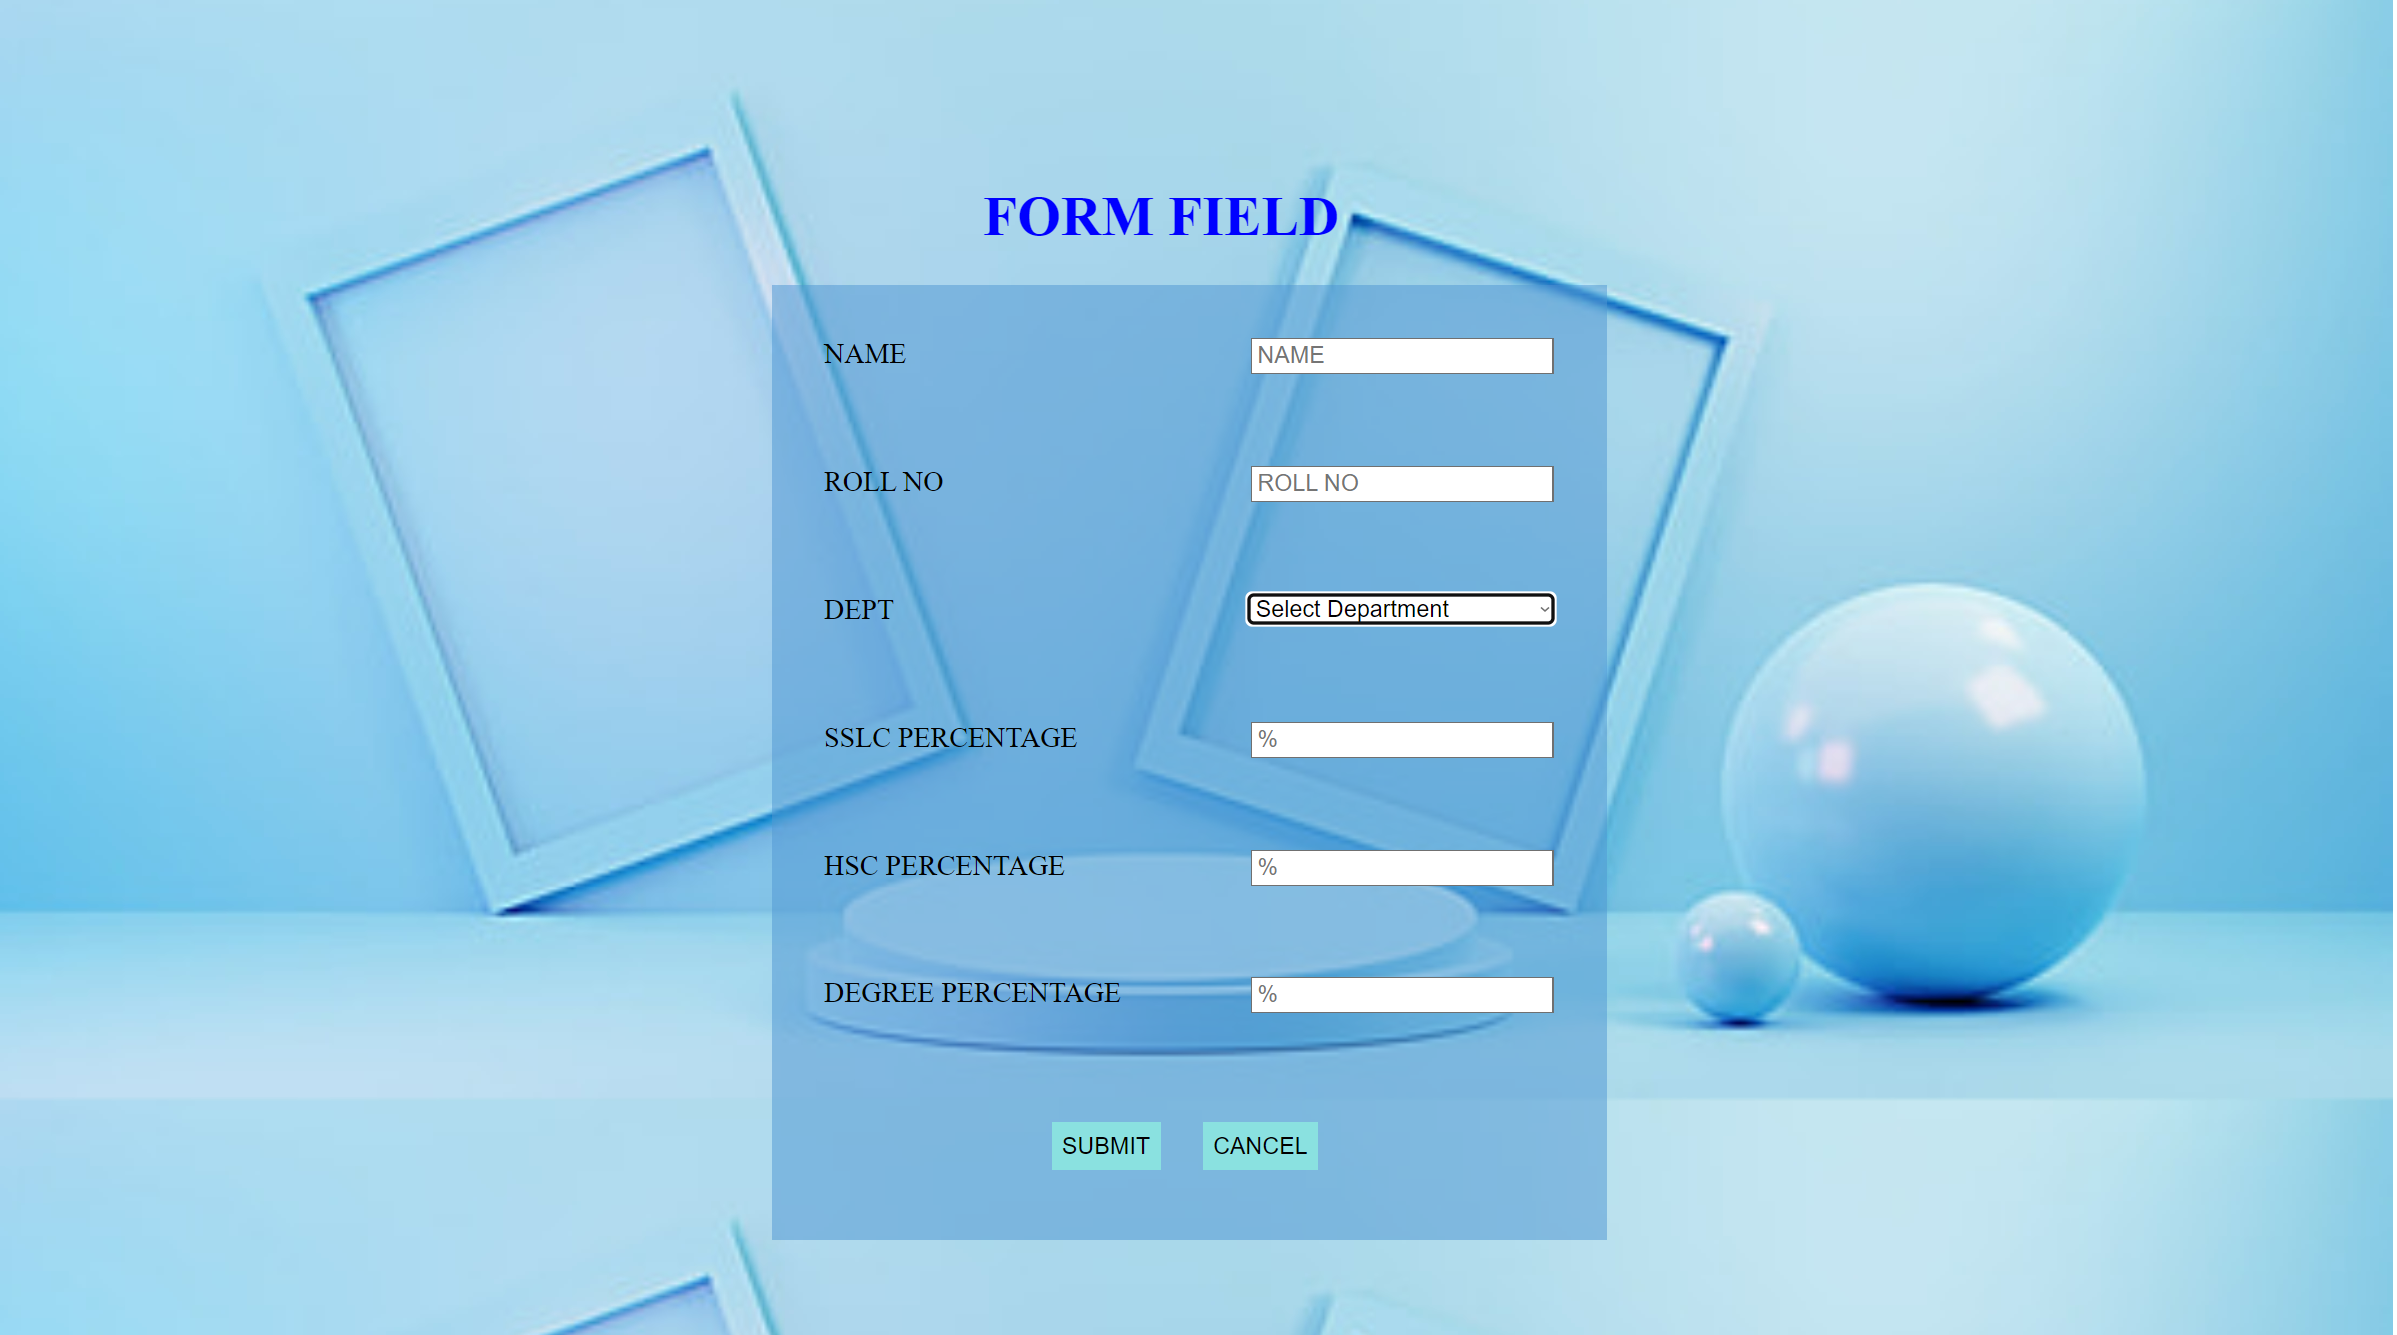 FORM FIELD
NAME NAME
ROLL NO ROLL NO
DEPT Select Department
SSLC PERCENTAGE %
HSC PERCENTAGE %
DEGREE PERCENTAGE %
SUBMIT CANCEL